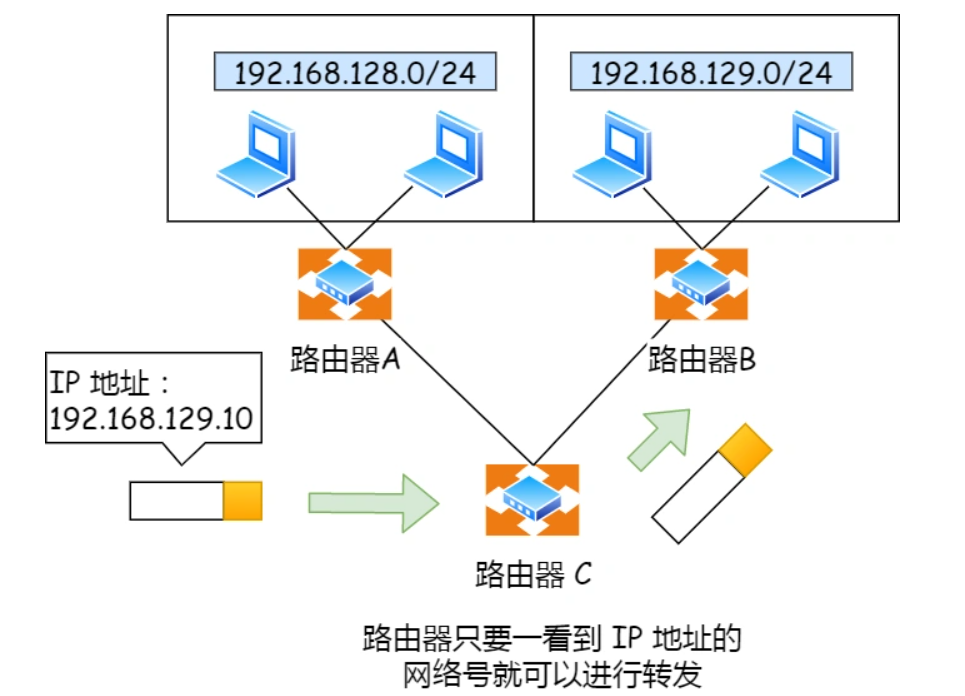 192.168.128.0/24
192.168.129.0/24
路由器A
路由器B
IP 地址：
192.168.129.10
路由器 C
路由器只要一看到 IP 地址的
网络号就可以进行转发